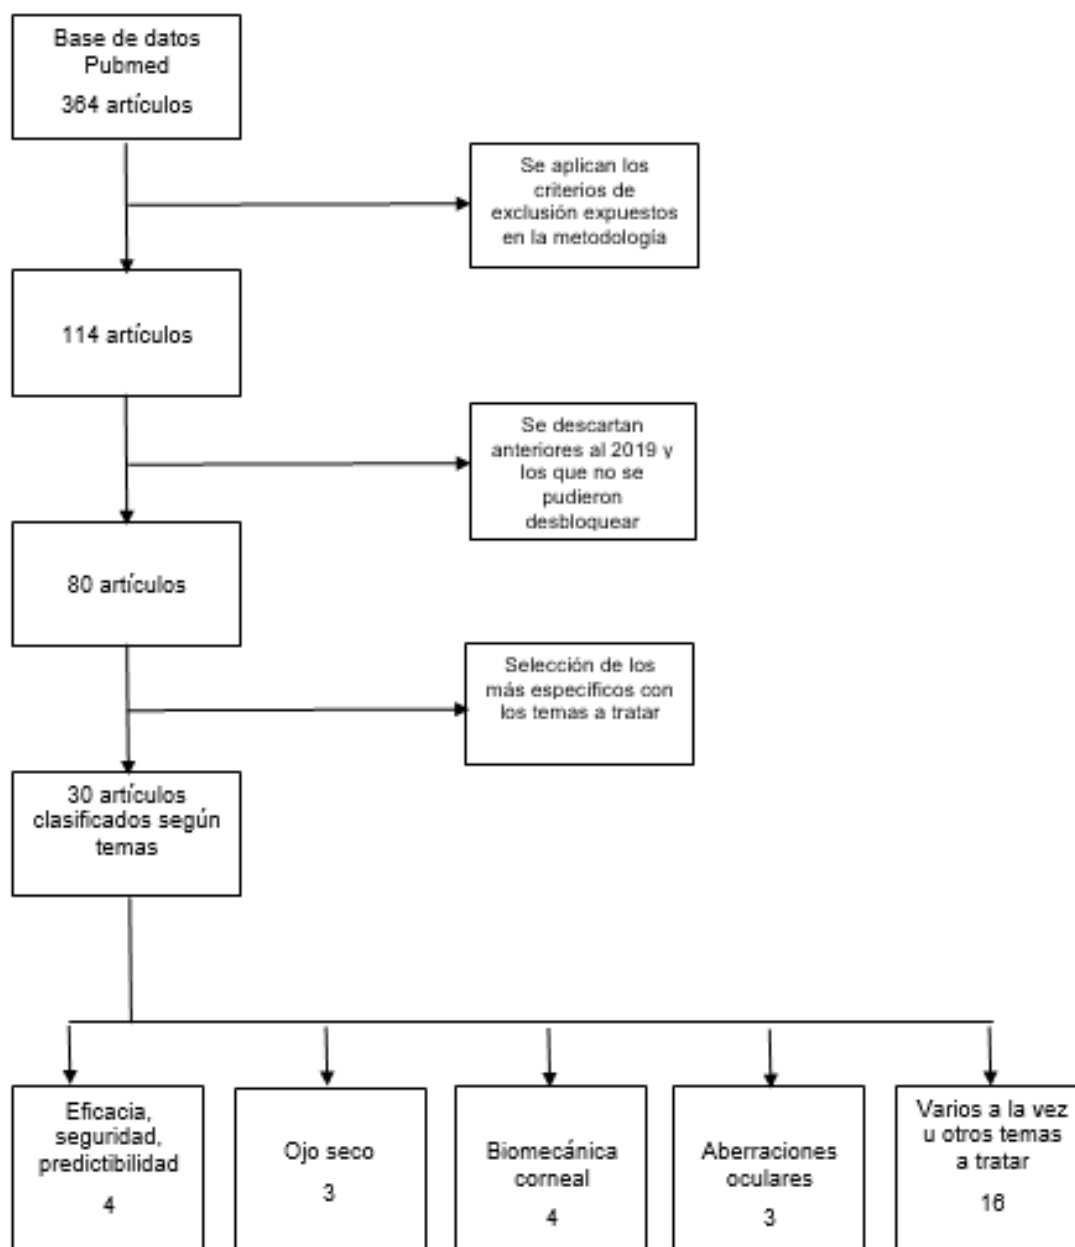 Base de datos
Pubmed
364 artículos
Se aplican los
criterios de
exclusión expuestos
en la metodología
114 artículos
Se descartan
anteriores al 2019 y
los que no se
pudieron
desbloquear
80 artículos
Selección de los
más específicos con
los temas a tratar
30 artículos
clasificados según
temas
Eficacia,
seguridad,
predictibilidad
4
Ojo seco
3
Biomecánica
corneal
4
Aberraciones
oculares
3
Varios a la vez
u otros temas
a tratar
16